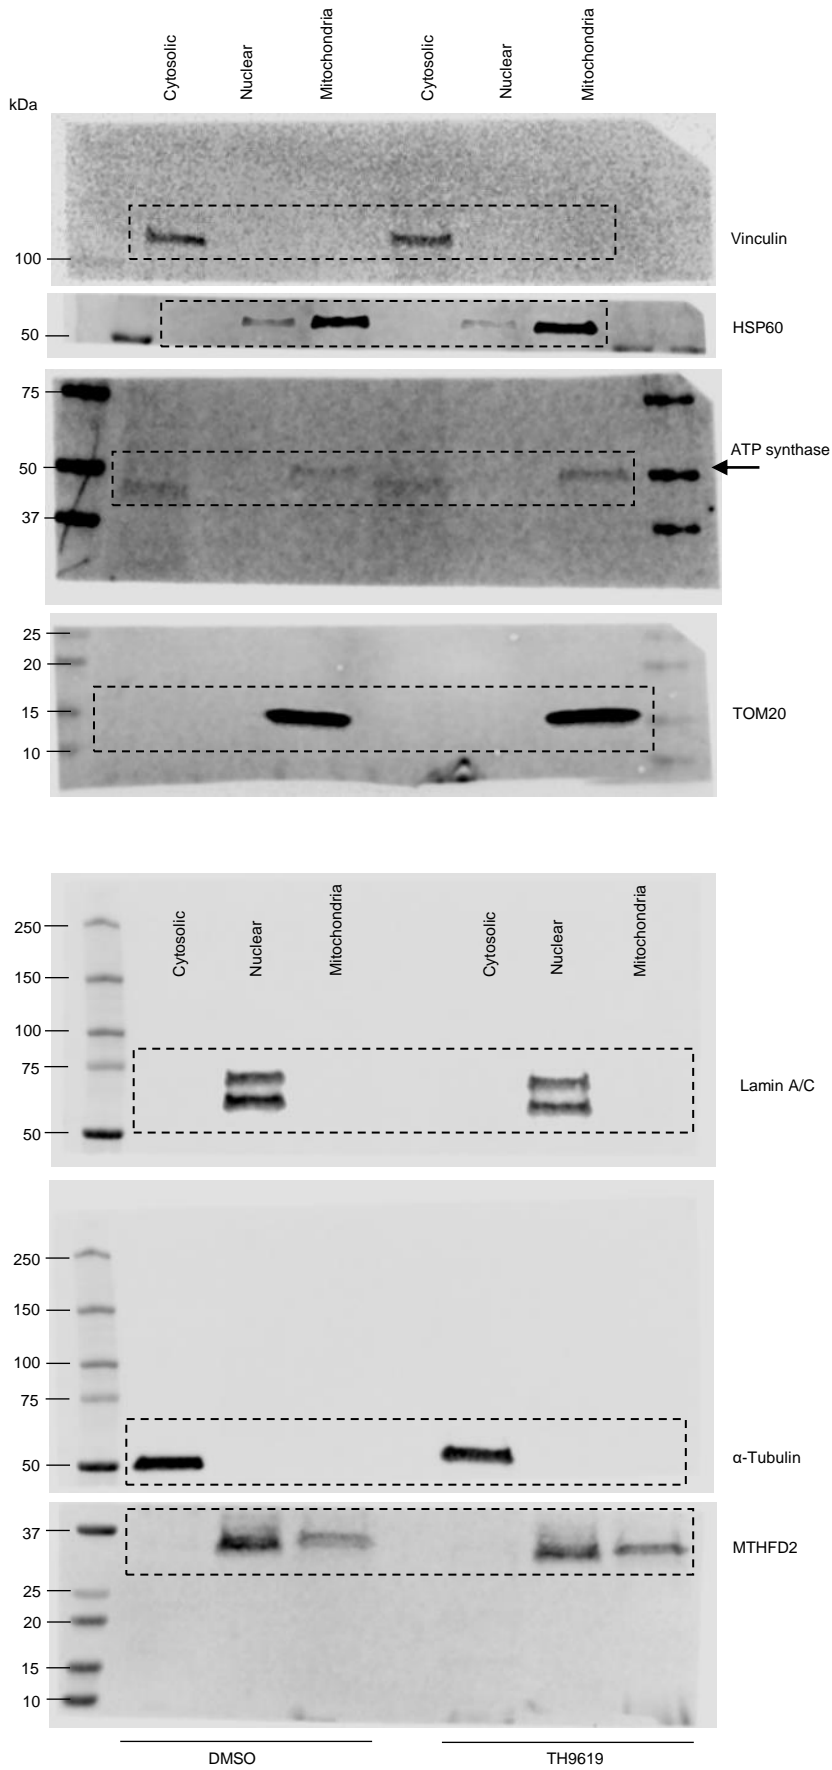 Cytosolic
Nuclear
Mitochondria
Cytosolic
Nuclear
Mitochondria
kDa
100
Vinculin
50
HSP60
75
50
37
ATP synthase
25
20
15
10
TOM20
Cytosolic
Nuclear
Mitochondria
Cytosolic
Nuclear
Mitochondria
250
150
100
75
50
Lamin A/C
250
150
100
75
50
α-Tubulin
37
25
20
15
10
MTHFD2
DMSO
TH9619